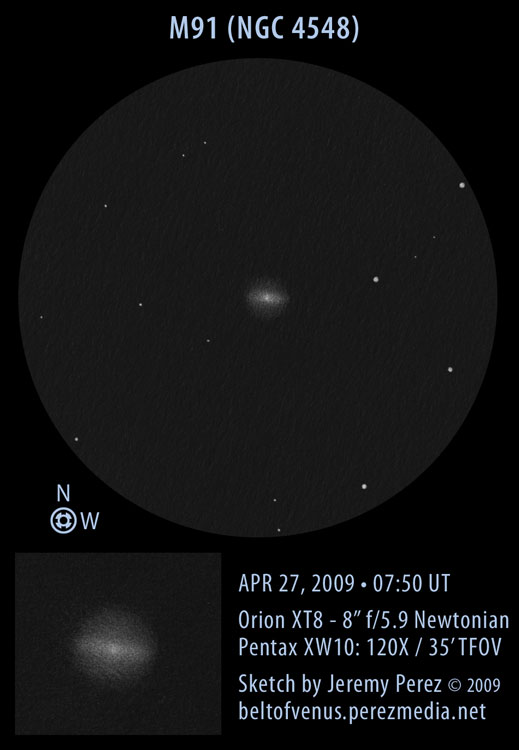 M91 (NGC 4548)
N
W
APR 27, 2009 • 07:50 UT
Orion XT8 - 8” f/5.9 Newtonian
Pentax XW10: 120X / 35’ TFOV
Sketch by Jeremy Perez © 2009
beltofvenus.perezmedia.net